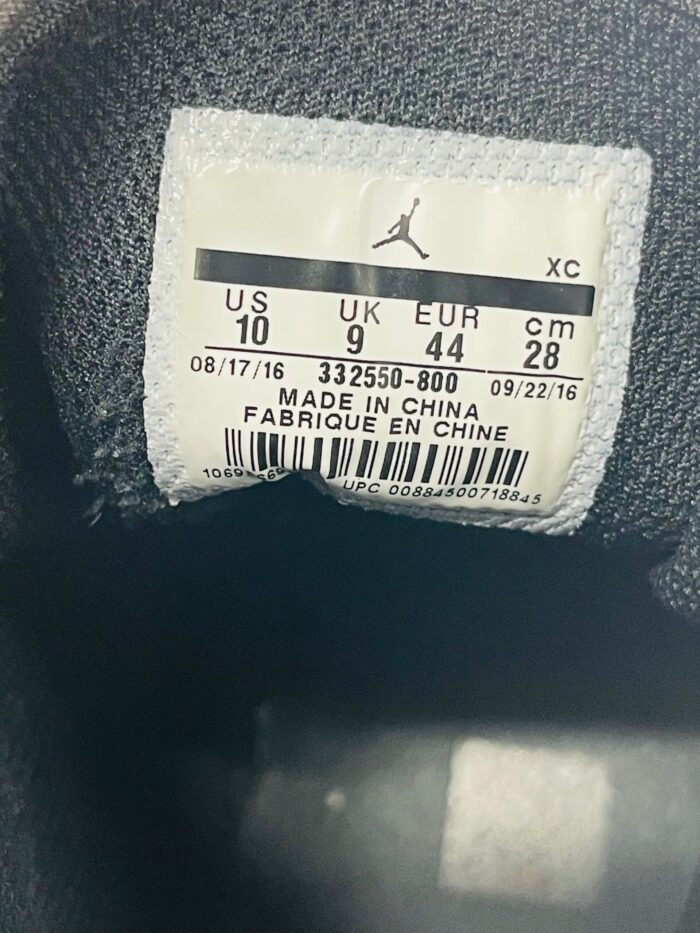 XC
US UK EUR cm
10 9 44 28
08/17/16 332550-800 09/22/16
MADE IN CHINA
FABRIQUE EN CHINE
UPC 00884500718845